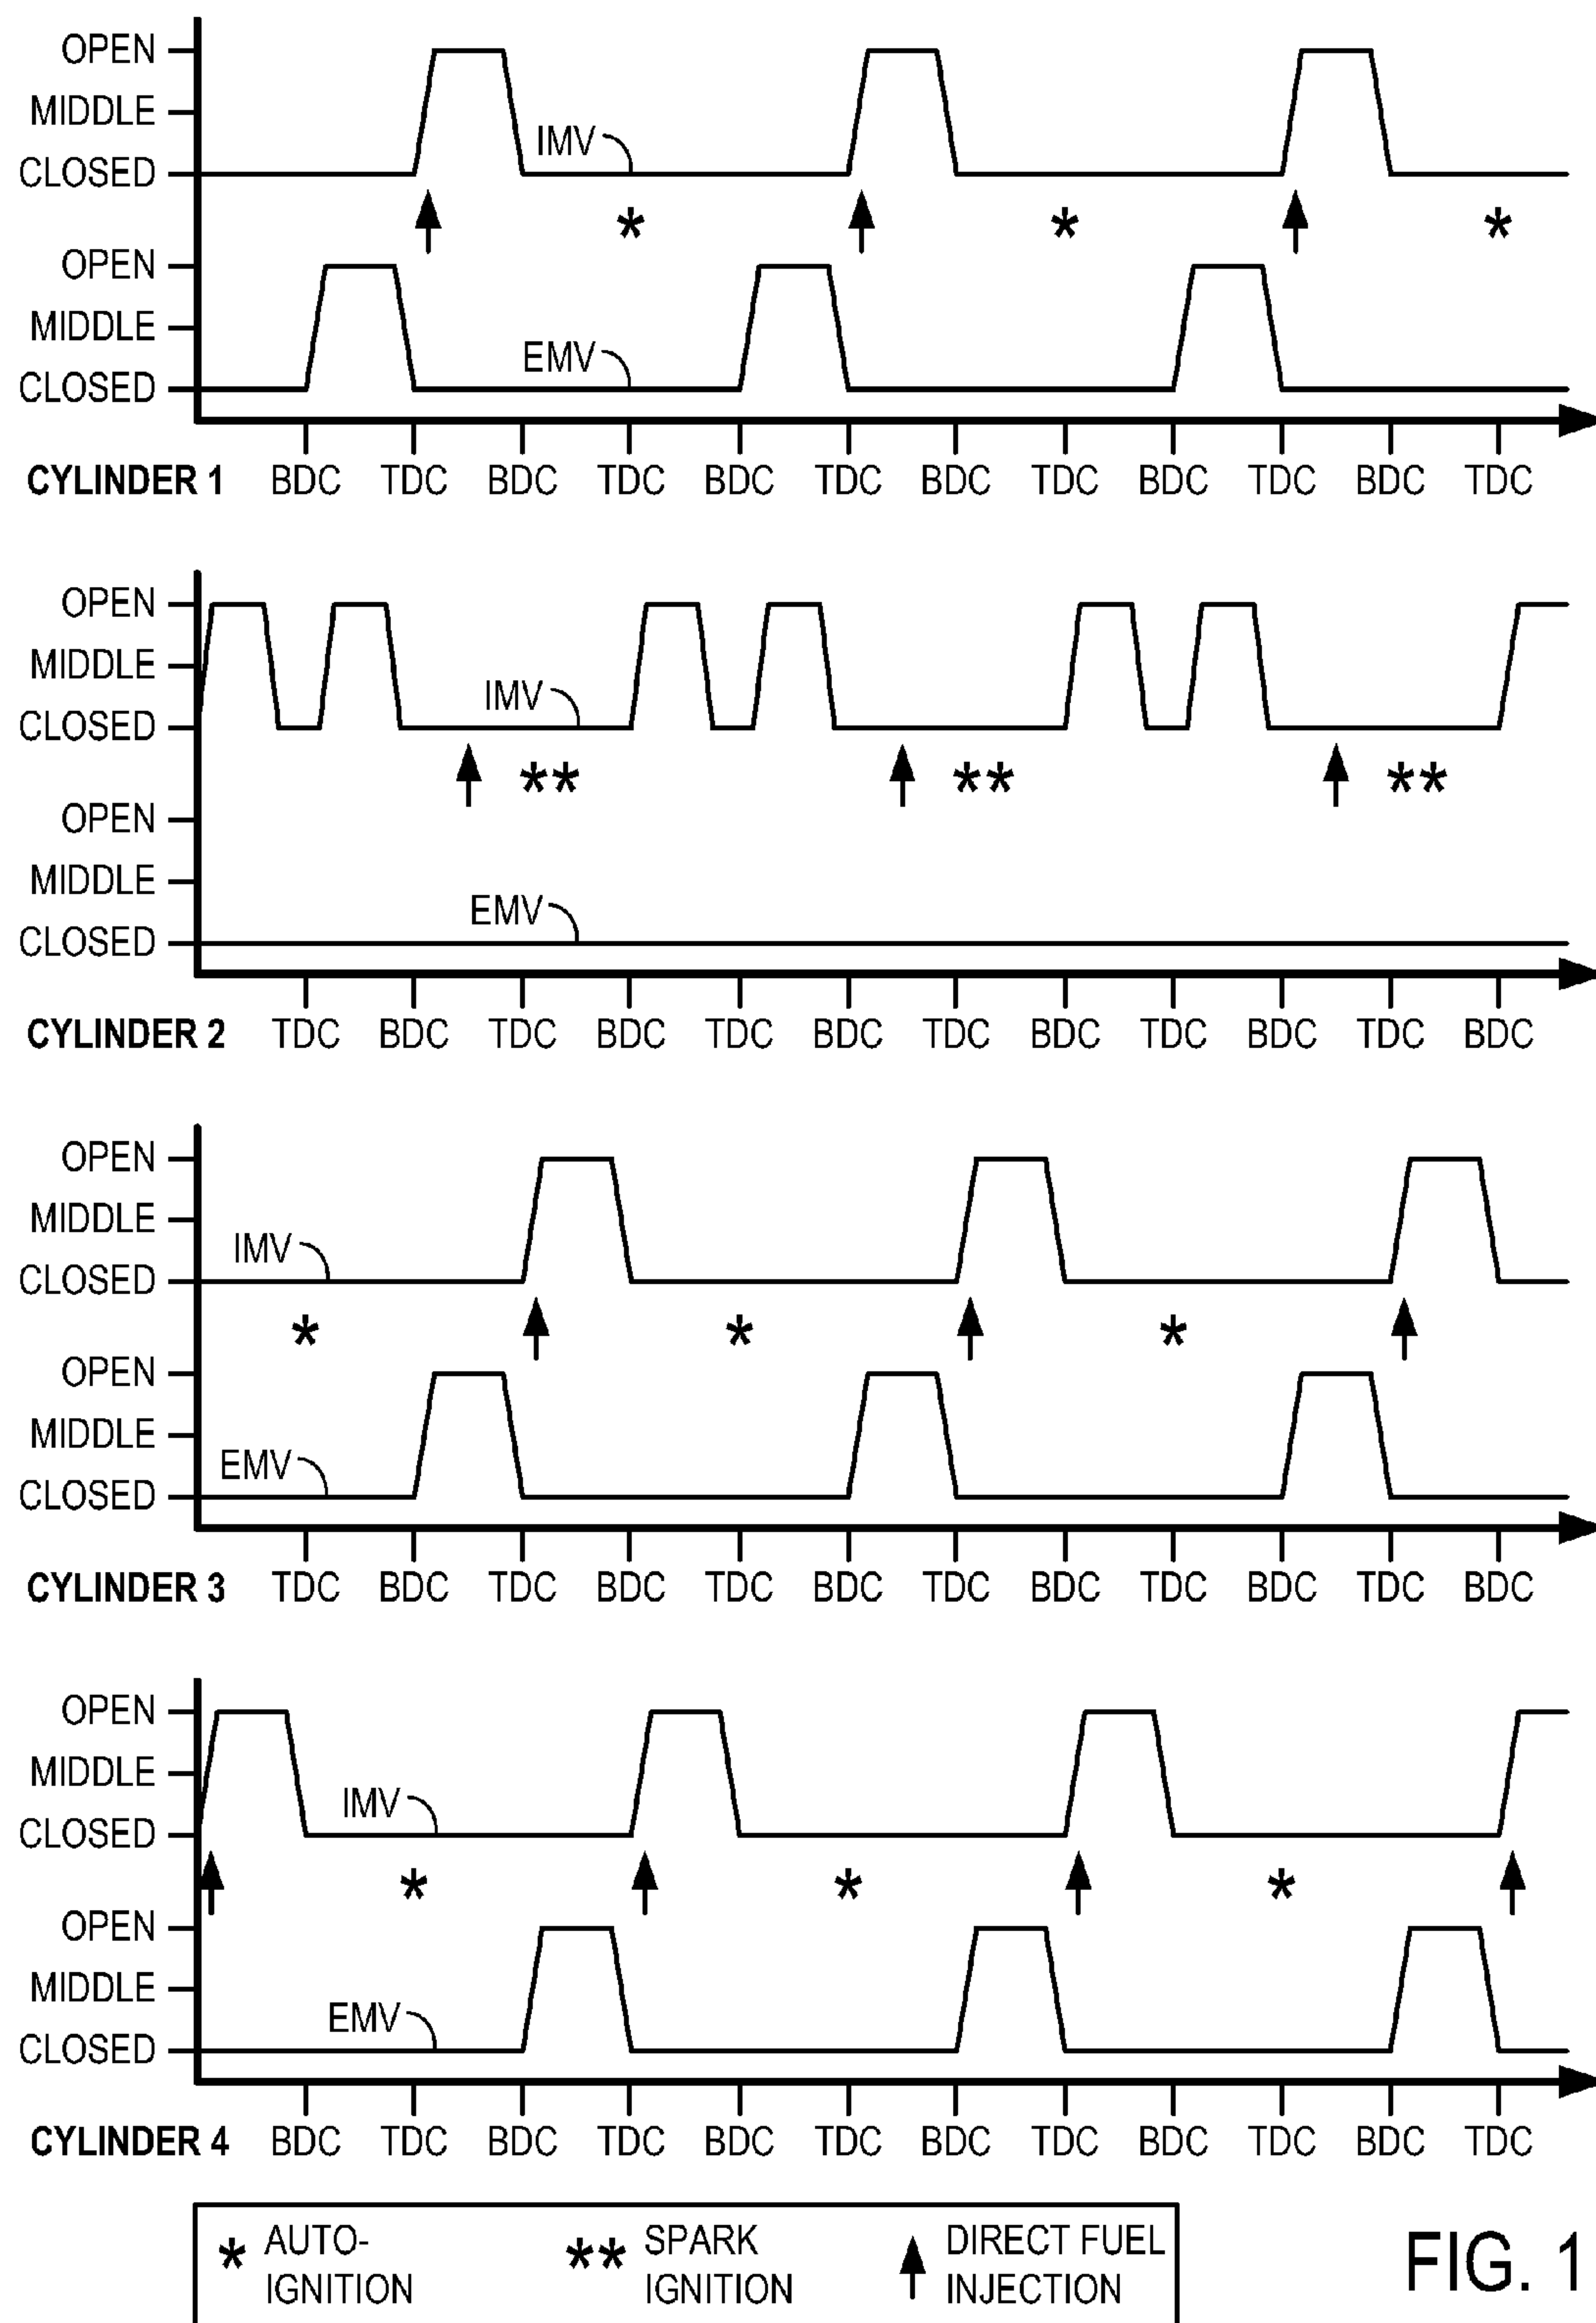 OPEN
MIDDLE
CLOSED
IMV
* * *
OPEN
MIDDLE
CLOSED
EMV
CYLINDER 1 BDC TDC BDC TDC BDC TDC BDC TDC BDC TDC BDC TDC
OPEN
MIDDLE
CLOSED
IMV
** ** **
OPEN
MIDDLE
CLOSED
EMV
CYLINDER 2 TDC BDC TDC BDC TDC BDC TDC BDC TDC BDC TDC BDC
OPEN
MIDDLE
CLOSED
IMV
* * *
OPEN
MIDDLE
CLOSED
EMV
CYLINDER 3 TDC BDC TDC BDC TDC BDC TDC BDC TDC BDC TDC BDC
OPEN
MIDDLE
CLOSED
IMV
* * *
OPEN
MIDDLE
CLOSED
EMV
CYLINDER 4 BDC TDC BDC TDC BDC TDC BDC TDC BDC TDC BDC TDC
* AUTO-
IGNITION
** SPARK
IGNITION
DIRECT FUEL
INJECTION
FIG. 1